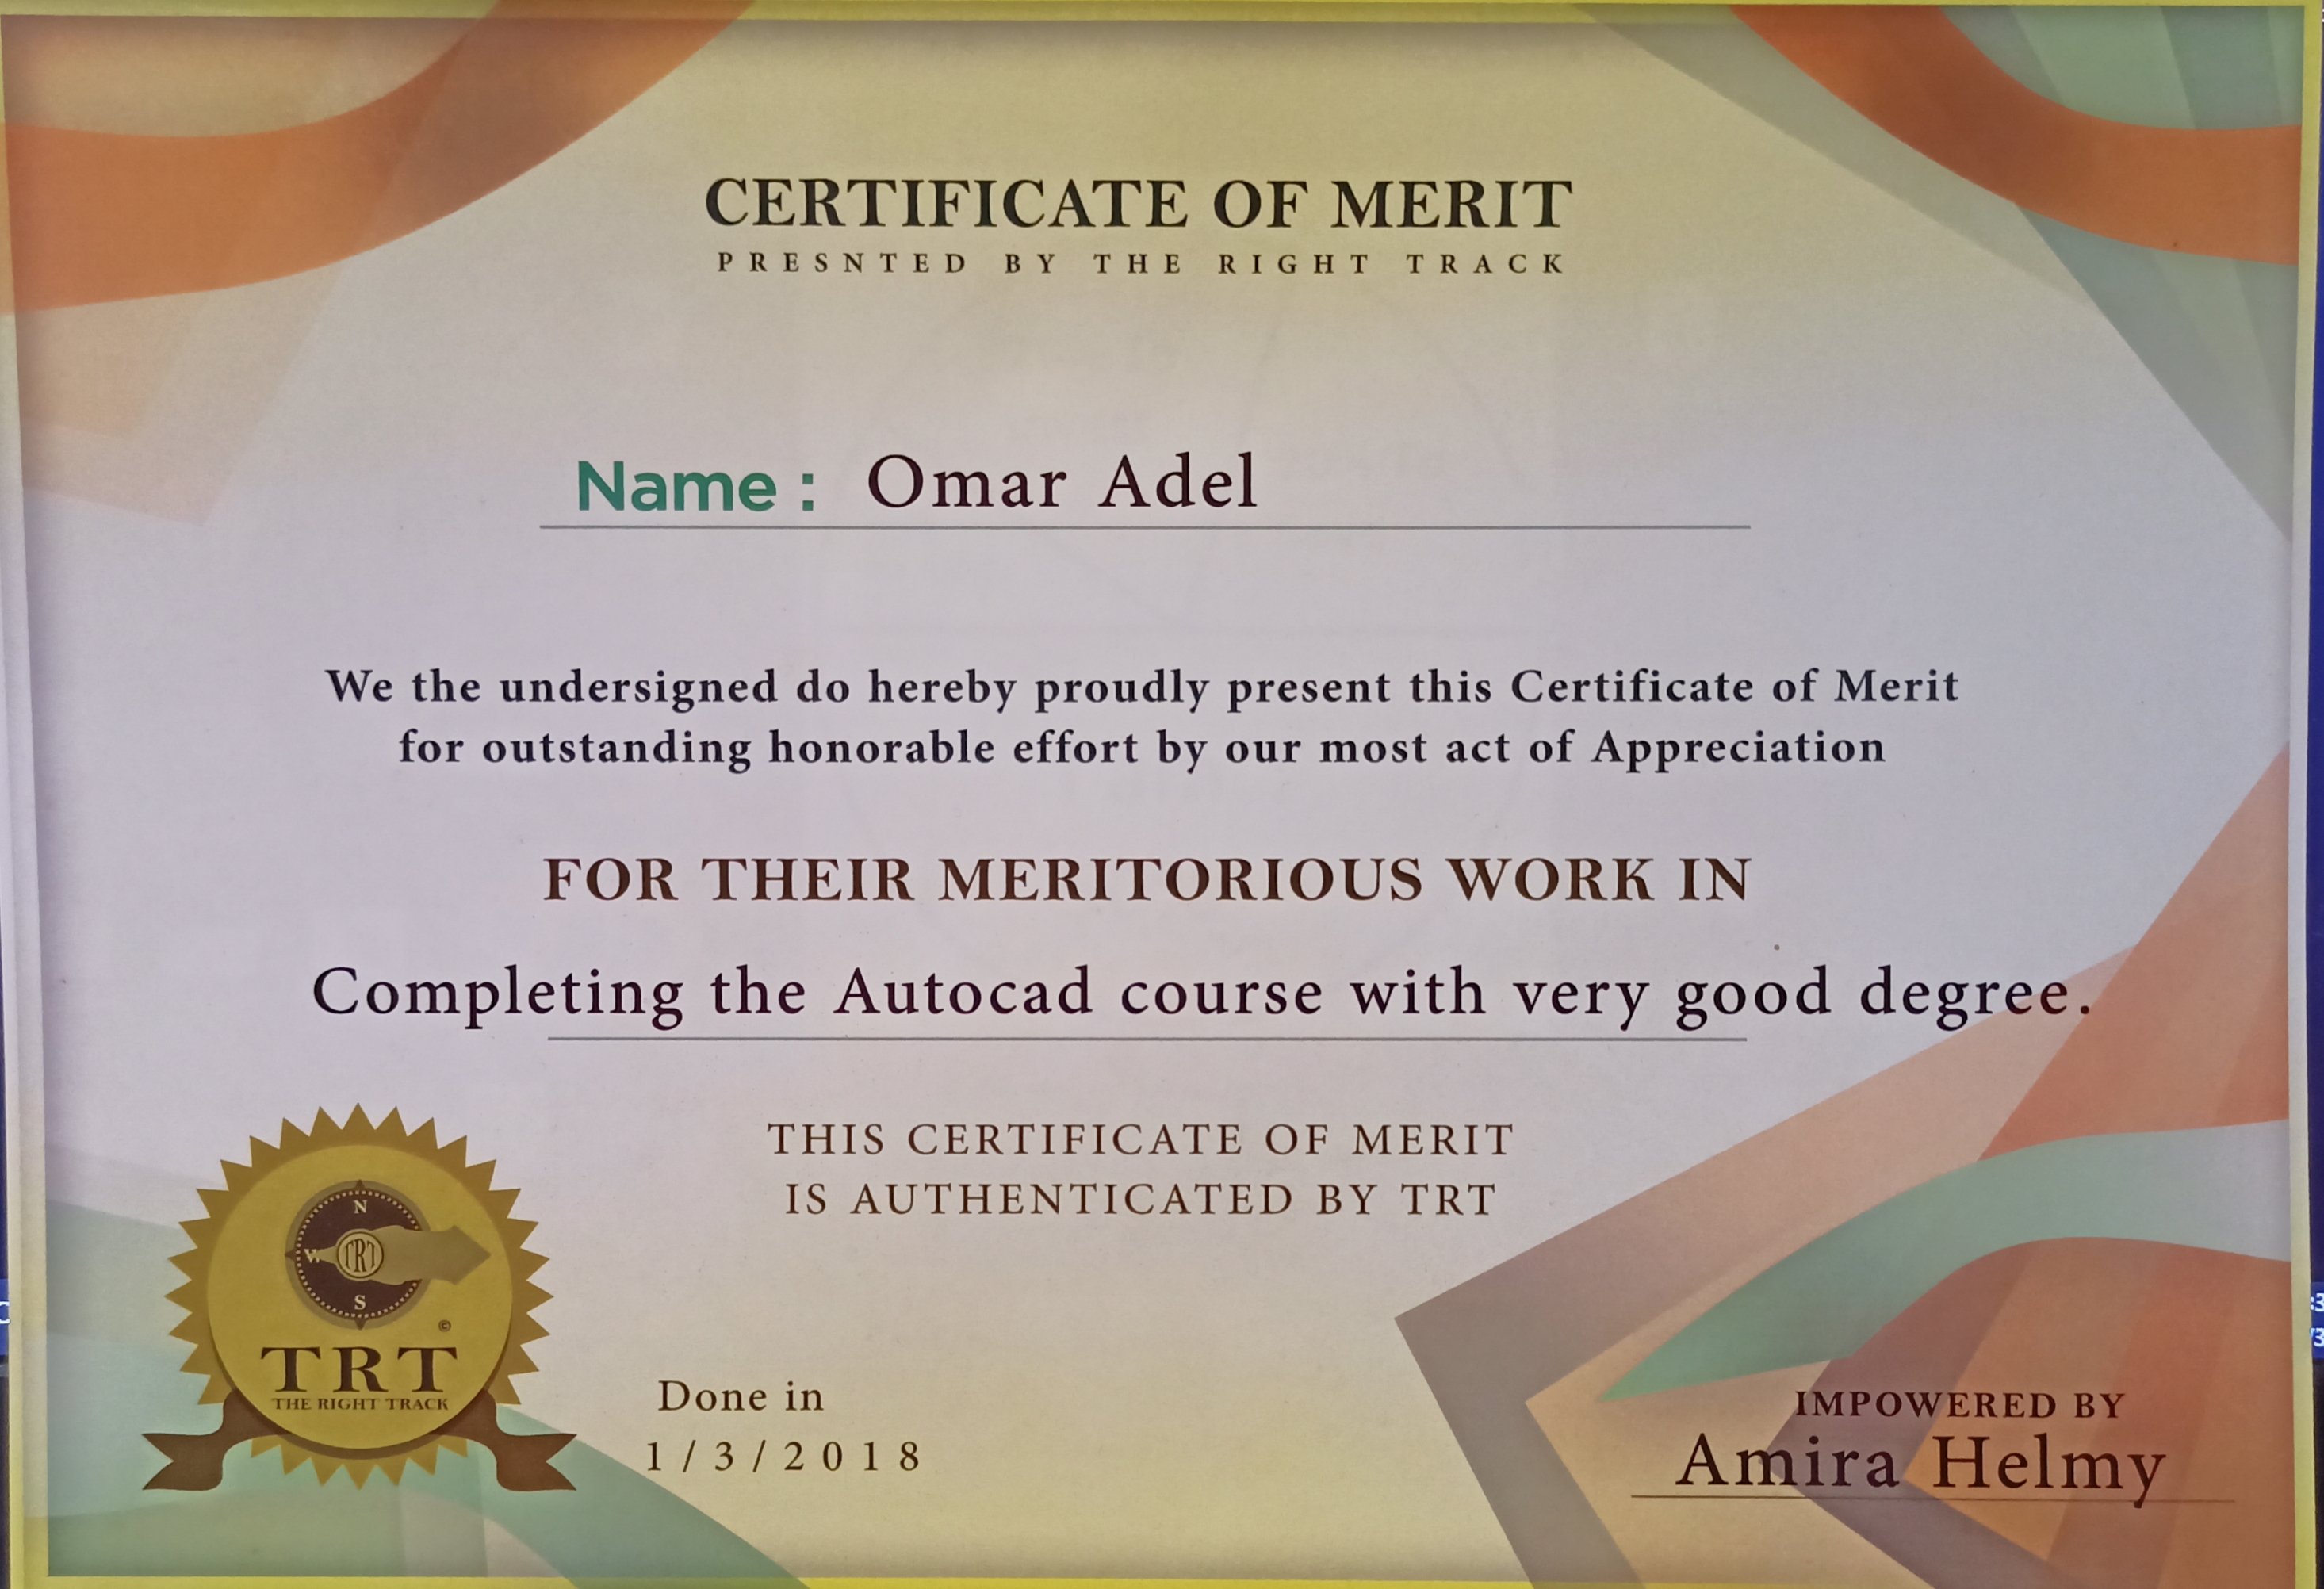 CERTIFICATE OF MERIT
PRESNTED BY THE RIGHT TRACK
Name : Omar Adel
We the undersigned do hereby proudly present this Certificate of Merit
for outstanding honorable effort by our most act of Appreciation
FOR THEIR MERITORIOUS WORK IN
Completing the Autocad course with very good degree.
THIS CERTIFICATE OF MERIT
IS AUTHENTICATED BY TRT
N
W TRT
S
©
TRT
THE RIGHT TRACK
Done in
1/3/2018
IMPOWERED BY
Amira Helmy